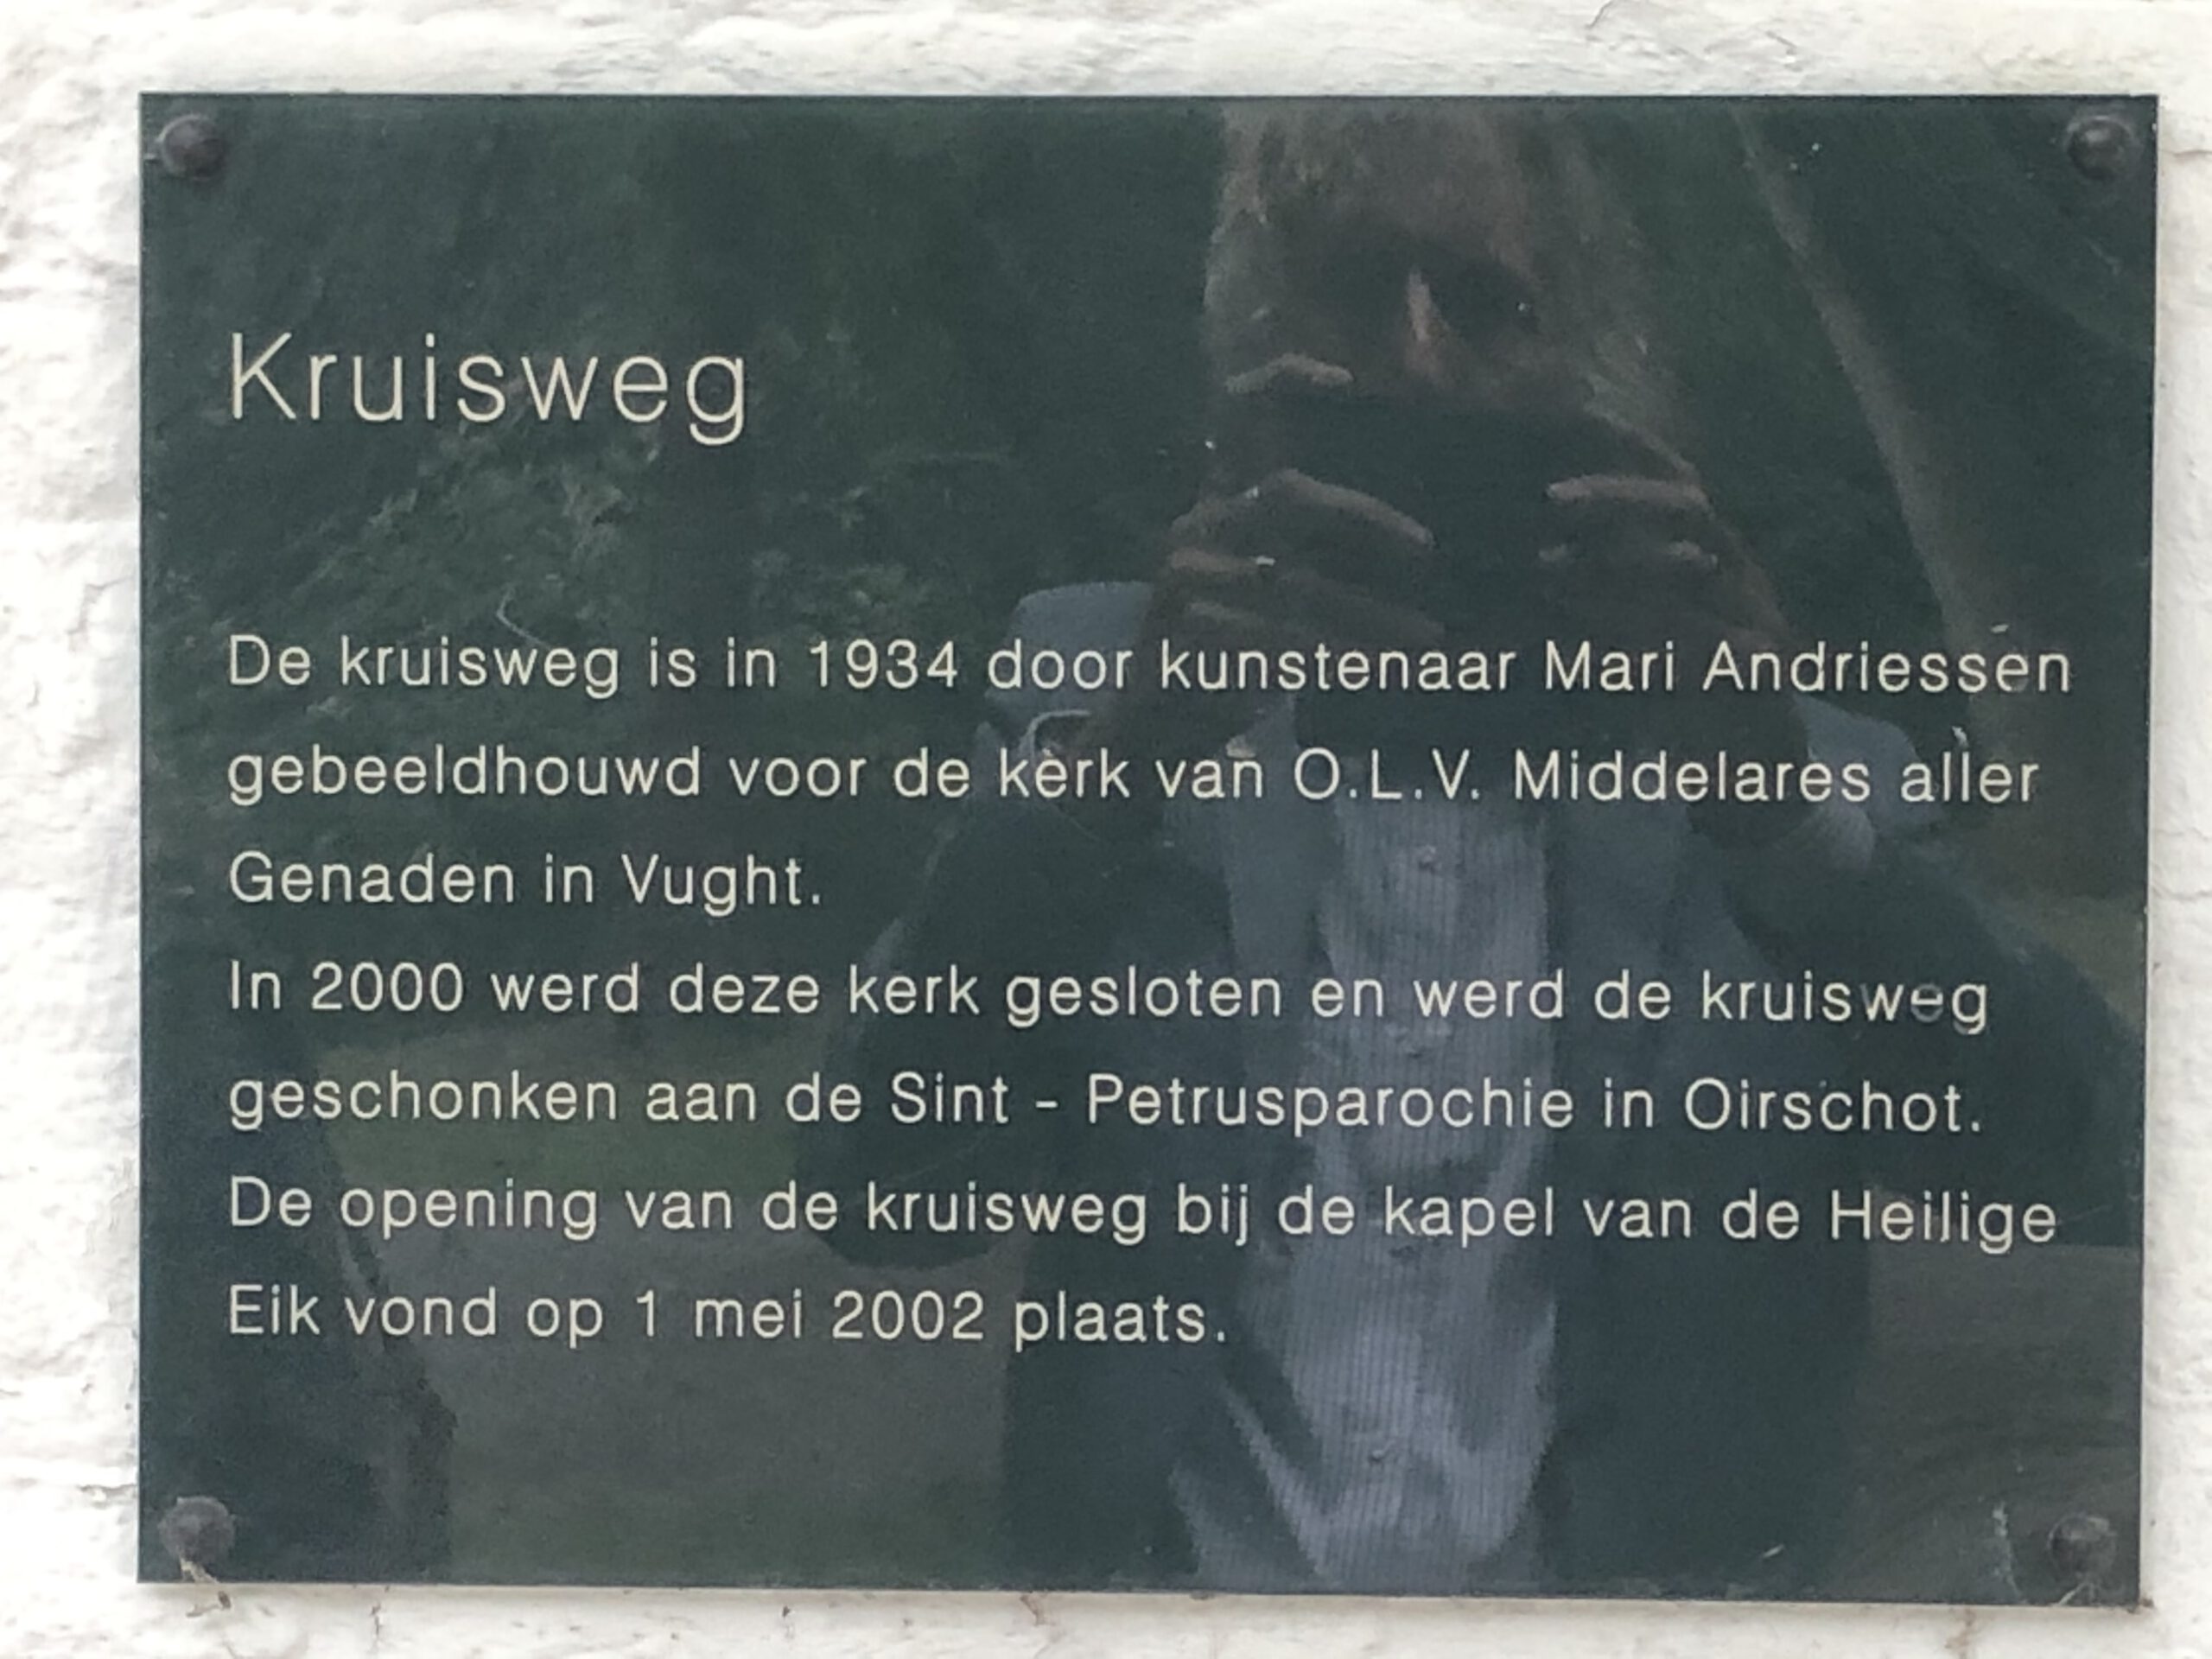 Kruisweg
De kruisweg is in 1934 door kunstenaar Mari Andriessen
gebeeldhouwd voor de kerk van O.L.V. Middelares aller
Genaden in Vught.
In 2000 werd deze kerk gesloten en werd de kruisweg
geschonken aan de Sint - Petrusparochie in Oirschot.
De opening van de kruisweg bij de kapel van de Heilige
Eik vond op 1 mei 2002 plaats.